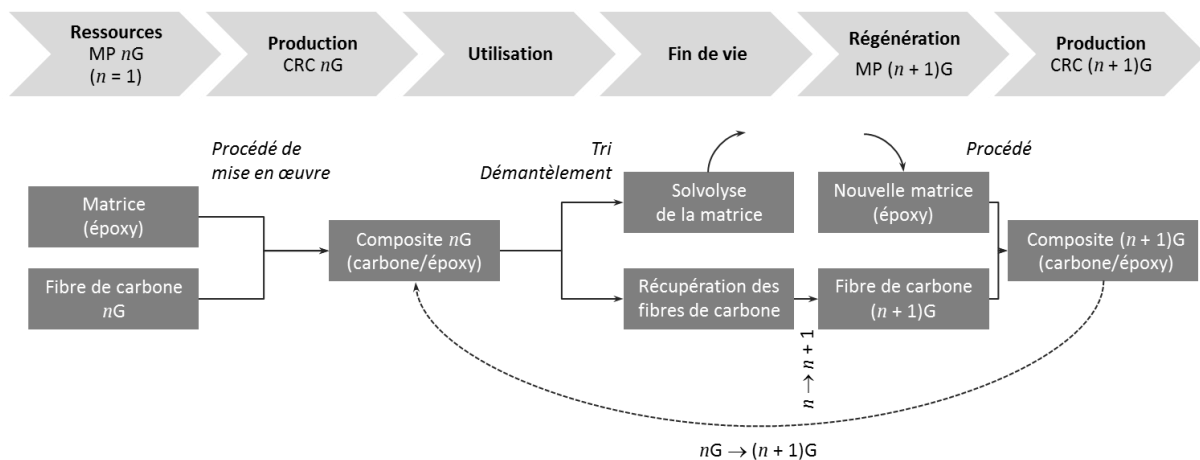 Ressources
MP nG
(n = 1)
Production
CRC nG
Utilisation
Fin de vie
Régénération
MP (n + 1)G
Production
CRC (n + 1)G
Procédé de
mise en œuvre
Tri
Démantèlement
Procédé
Matrice
(époxy)
Fibre de carbone
nG
Composite nG
(carbone/époxy)
Solvolyse
de la matrice
Récupération des
fibres de carbone
Nouvelle matrice
(époxy)
Fibre de carbone
(n + 1)G
Composite (n + 1)G
(carbone/époxy)
n → n + 1
nG → (n + 1)G